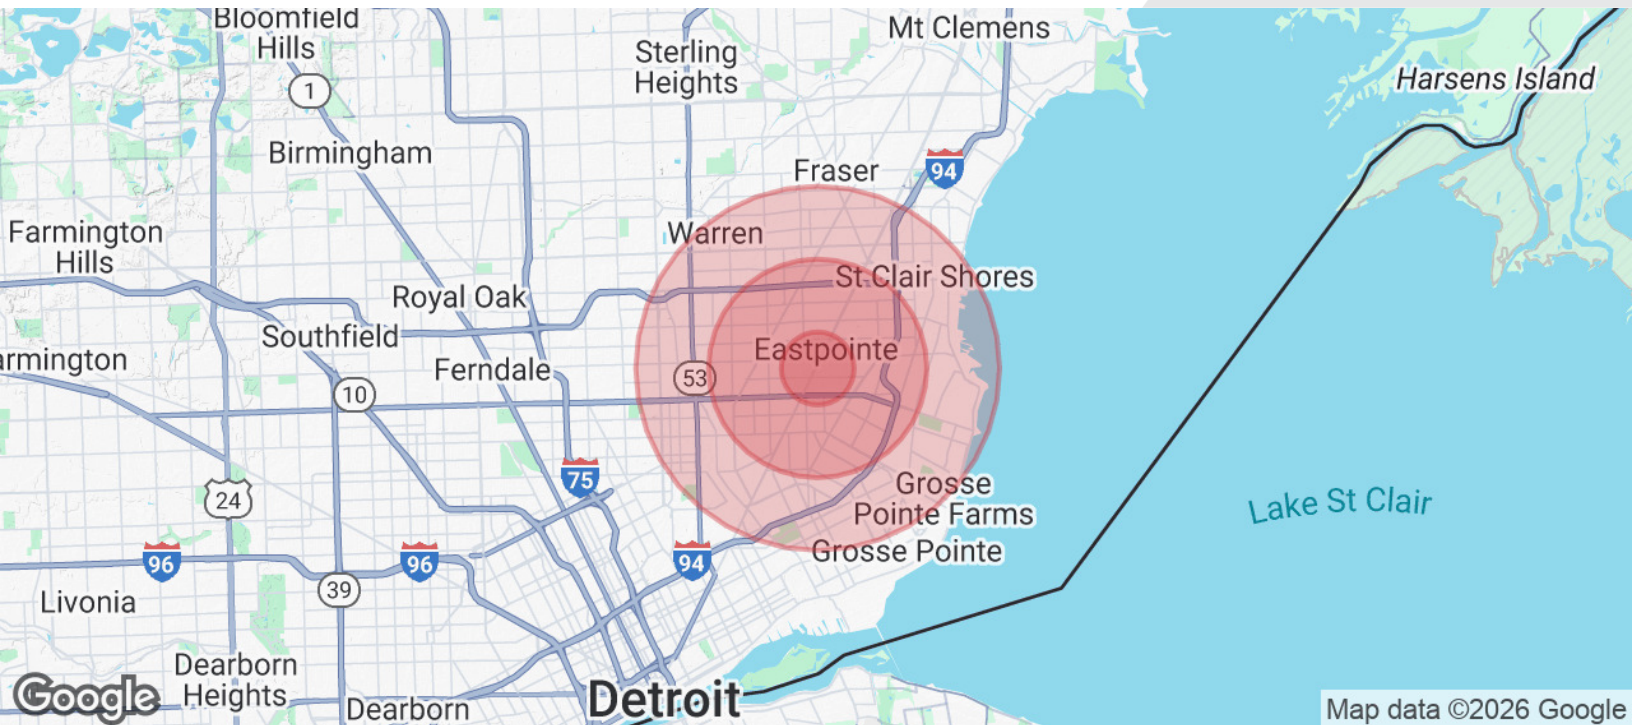 Bloomfield
Hills
Mt Clemens
Sterling
Heights
Harsens Island
1
Birmingham
Fraser
94
Farmington
Hills
Warren
St Clair Shores
Royal Oak
Southfield
Eastpointe
armington
Ferndale
53
10
75
24
Grosse
Pointe Farms
Lake St Clair
Grosse Pointe
96
96
94
39
Livonia
Dearborn
Heights
Detroit
Dearborn
Google
Map data ©2026 Google